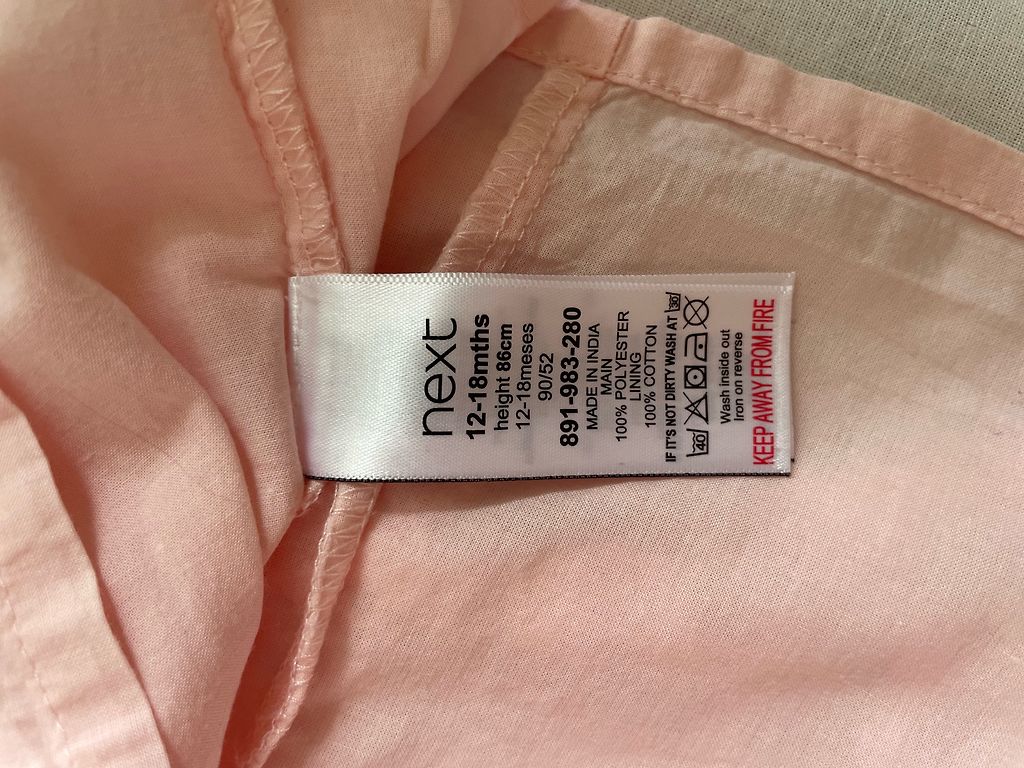 next
12-18mths
height 86cm
12-18meses
90/52
891-983-280
MADE IN INDIA
MAIN
100% POLYESTER
LINING
100% COTTON
IF IT'S NOT DIRTY WASH AT 30
40
Wash inside out
Iron on reverse
KEEP AWAY FROM FIRE